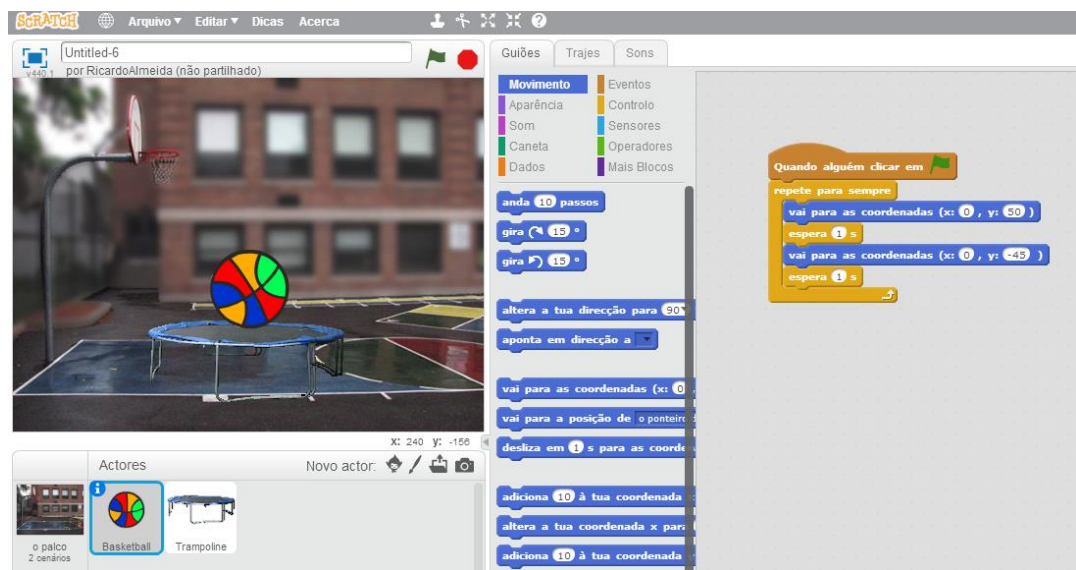 SCRATCH Arquivo Editar Dicas Acerca
Untitled-6
v440.1 por RicardoAlmeida (não partilhado)
x: 240 y: -156
Actores Novo actor:
o palco
2 cenários
Basketball
Trampoline
Guiões Trajes Sons
Movimento Eventos
Aparência Controlo
Som Sensores
Caneta Operadores
Dados Mais Blocos
anda 10 passos
gira 15 °
gira 15 °
altera a tua direcção para 90
aponta em direcção a
vai para as coordenadas (x: 0
vai para a posição de o ponteiro
desliza em 1 s para as coorde
adiciona 10 à tua coordenada
altera a tua coordenada x para
adiciona 10 à tua coordenada
Quando alguém clicar em
repete para sempre
vai para as coordenadas (x: 0 , y: 50 )
espera 1 s
vai para as coordenadas (x: 0 , y: -45 )
espera 1 s